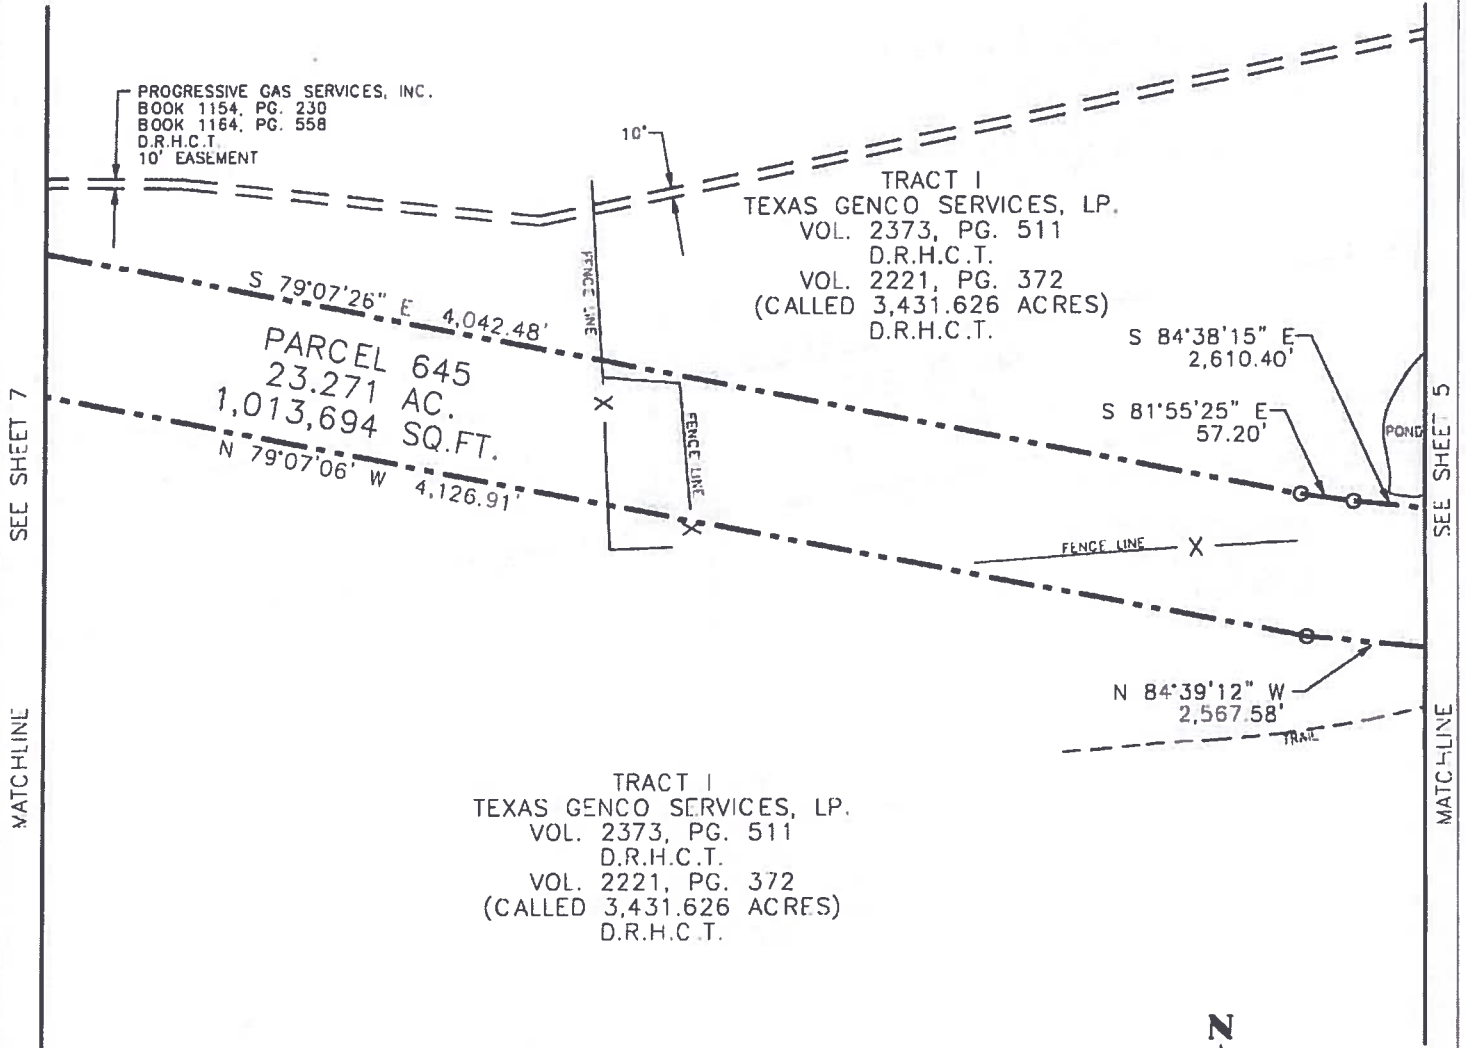 PROGRESSIVE GAS SERVICES, INC.
BOOK 1154, PG. 230
BOOK 1164, PG. 558
D.R.H.C.T.
10' EASEMENT
10'
TRACT I
TEXAS GENCO SERVICES, LP.
VOL. 2373, PG. 511
D.R.H.C.T.
VOL. 2221, PG. 372
(CALLED 3,431.626 ACRES)
D.R.H.C.T.
FENCE LINE
S 79°07'26" E 4,042.48'
PARCEL 645
23.271 AC.
1,013,694 SQ.FT.
N 79°07'06' W 4,126.91'
X
FENCE LINE
X
S 84°38'15" E
2,610.40'
S 81°55'25" E
57.20'
POND
FENCE LINE X
N 84°39'12" W
2,567.58'
TRAIL
TRACT I
TEXAS GENCO SERVICES, LP.
VOL. 2373, PG. 511
D.R.H.C.T.
VOL. 2221, PG. 372
(CALLED 3,431.626 ACRES)
D.R.H.C.T.
MATCHLINE SEE SHEET 7
MATCHLINE SEE SHEET 5
N